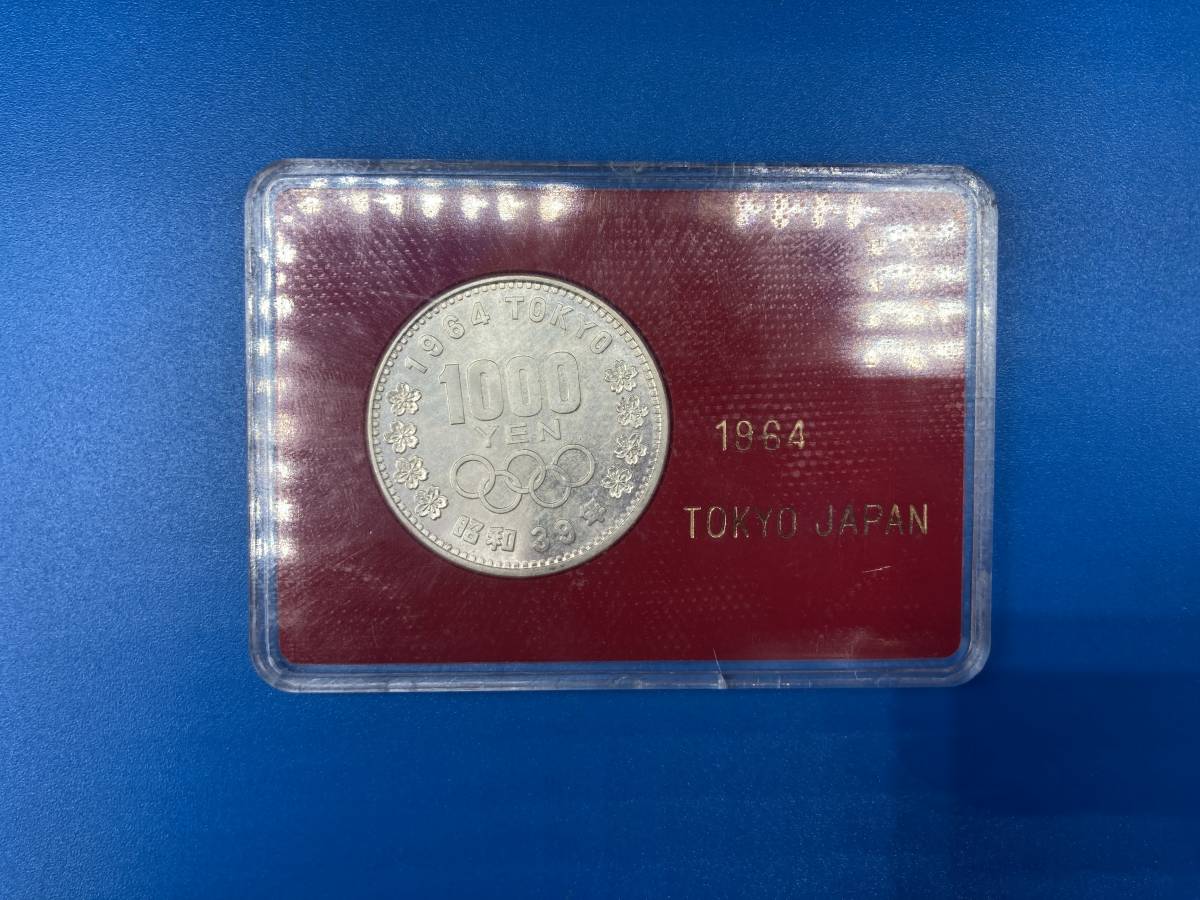 1964 TOKYO
1000
YEN
昭和 39年
1964
TOKYO JAPAN